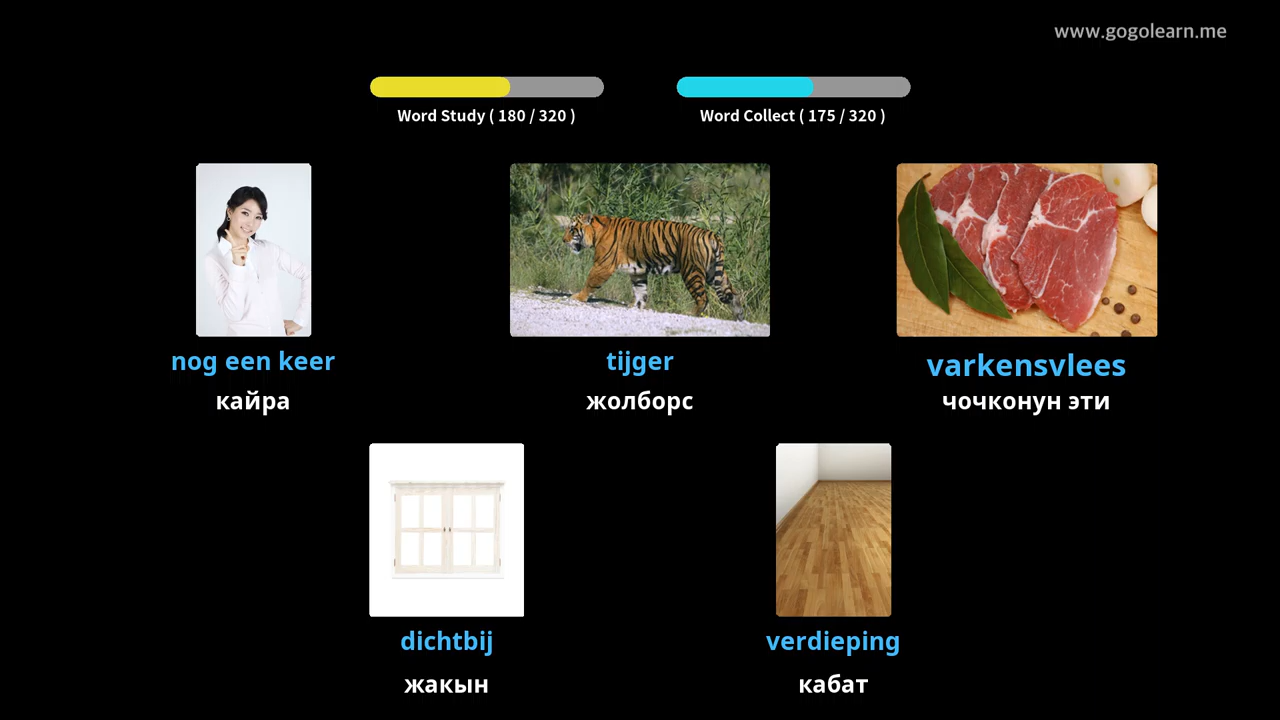 www.gogolearn.me
Word Study ( 180 / 320 )
Word Collect ( 175 / 320 )
nog een keer
кайра
tijger
жолборс
varkensvlees
чочконун эти
dichtbij
жакын
verdieping
кабат